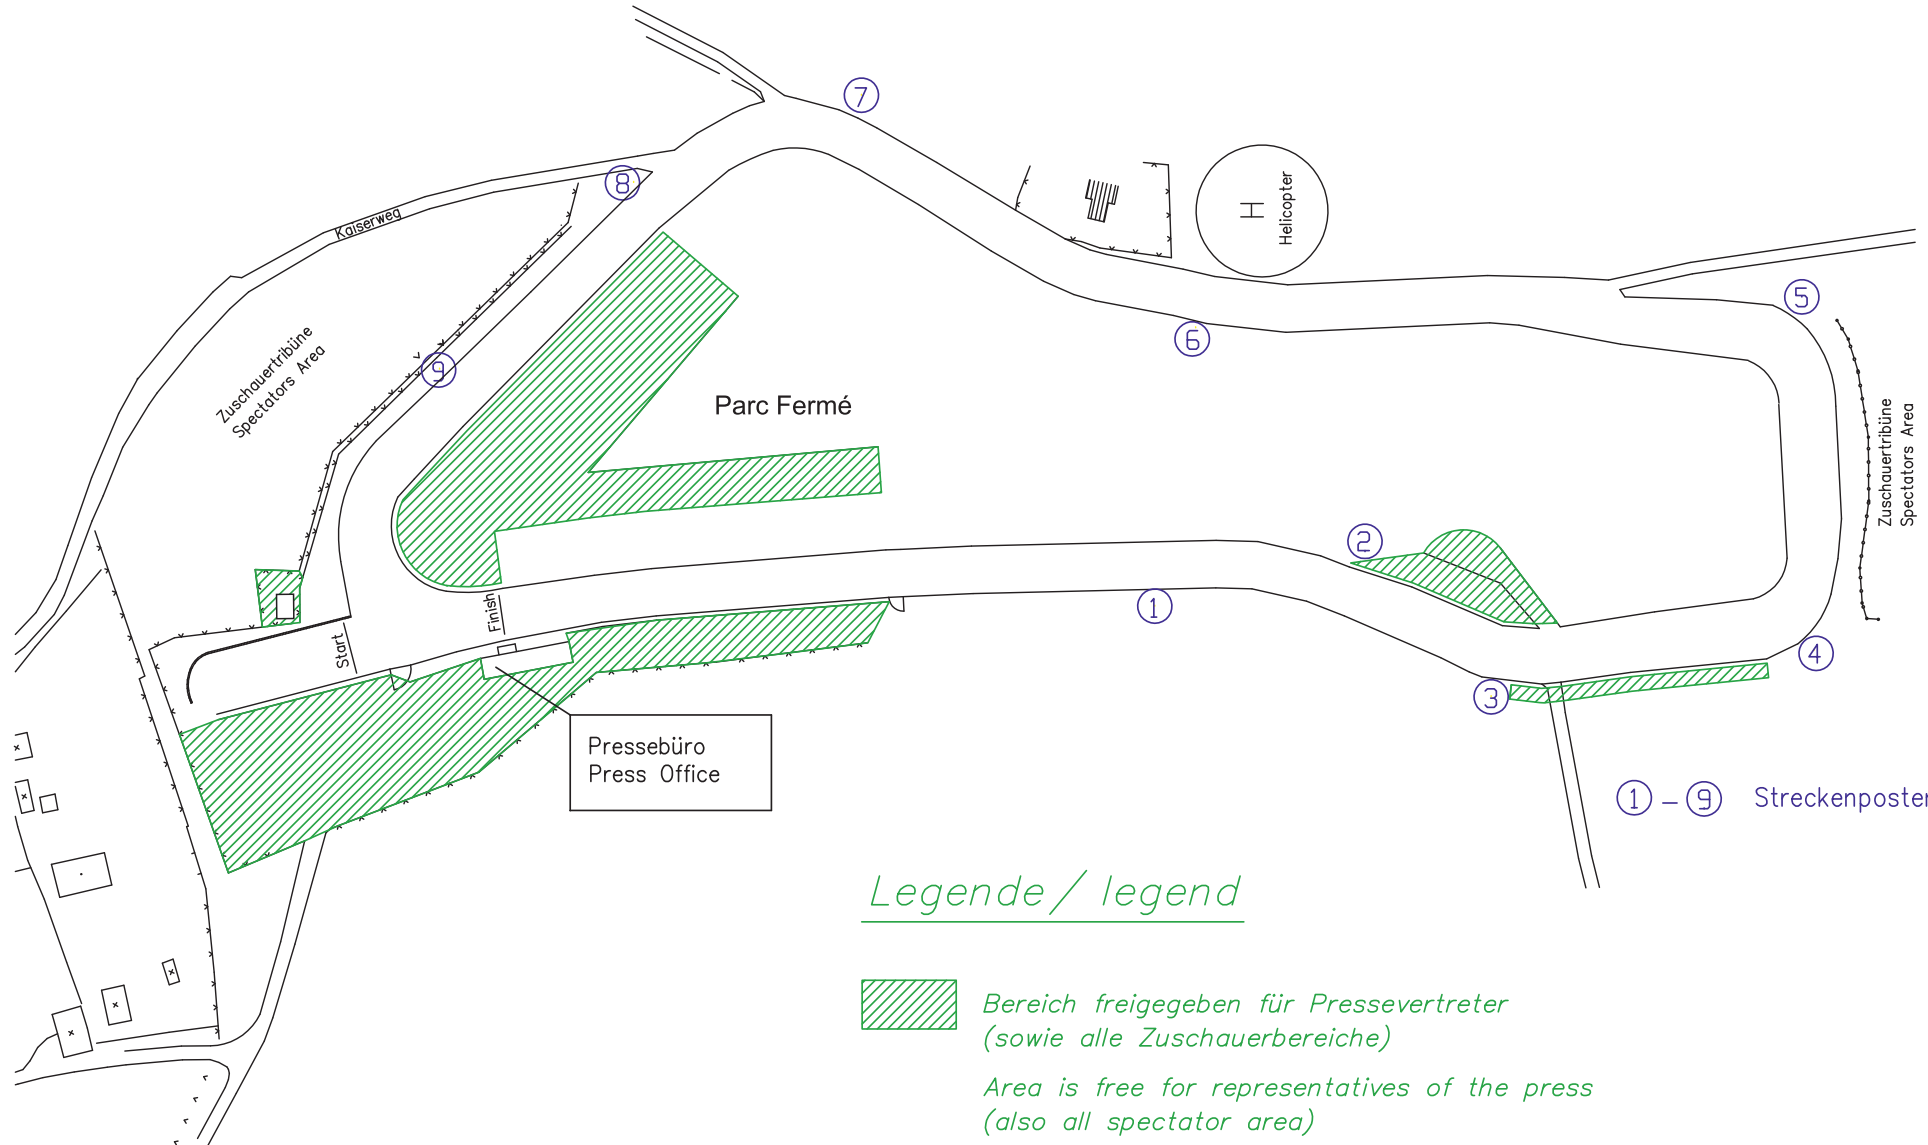 7
8
Kaiserweg
H
Helicopter
5
6
9
Zuschauertribüne
Spectators Area
Parc Fermé
Zuschauertribüne
Spectators Area
2
1
Finish
Start
4
3
Pressebüro
Press Office
1 – 9 Streckenposten
Legende / legend
Bereich freigegeben für Pressevertreter
(sowie alle Zuschauerbereiche)
Area is free for representatives of the press
(also all spectator area)